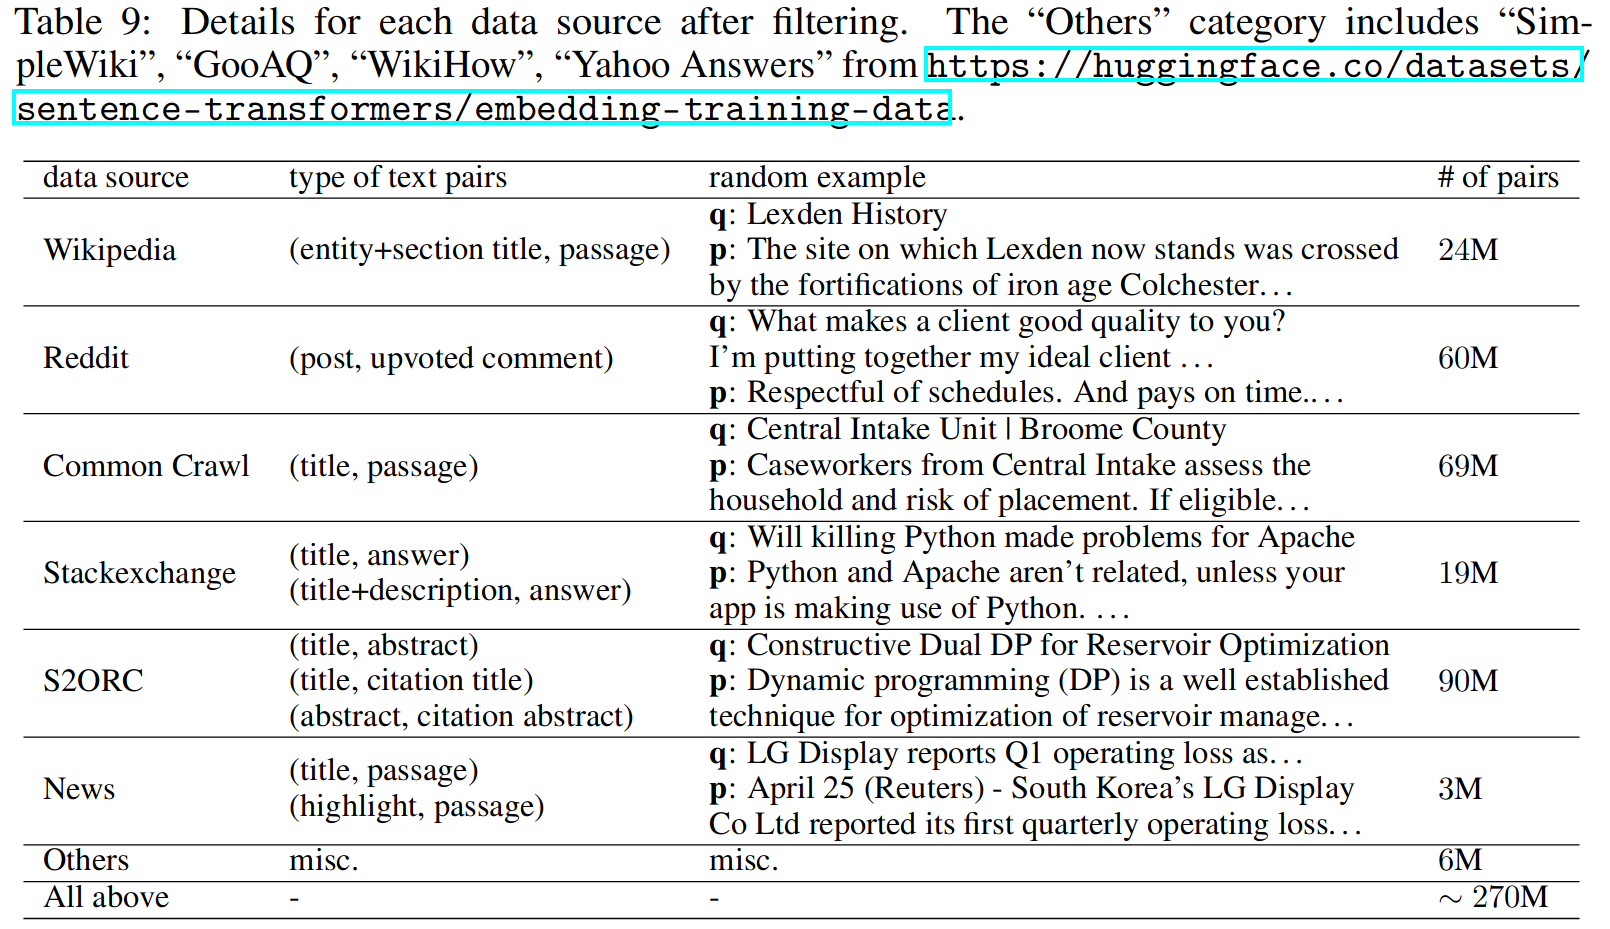 Table 9: Details for each data source after filtering. The “Others” category includes “Sim-
pleWiki”, “GooAQ”, “WikiHow”, “Yahoo Answers” from https://huggingface.co/datasets/
sentence-transformers/embedding-training-data.
data source type of text pairs random example # of pairs
q: Lexden History
Wikipedia (entity+section title, passage) p: The site on which Lexden now stands was crossed 24M
by the fortifications of iron age Colchester...
q: What makes a client good quality to you?
Reddit (post, upvoted comment) I’m putting together my ideal client ... 60M
p: Respectful of schedules. And pays on time....
q: Central Intake Unit | Broome County
Common Crawl (title, passage) p: Caseworkers from Central Intake assess the 69M
household and risk of placement. If eligible...
q: Will killing Python made problems for Apache
Stackexchange (title, answer) p: Python and Apache aren’t related, unless your 19M
(title+description, answer) app is making use of Python. ...
(title, abstract) q: Constructive Dual DP for Reservoir Optimization
S2ORC (title, citation title) p: Dynamic programming (DP) is a well established 90M
(abstract, citation abstract) technique for optimization of reservoir manage...
q: LG Display reports Q1 operating loss as...
News (title, passage) p: April 25 (Reuters) - South Korea’s LG Display 3M
(highlight, passage) Co Ltd reported its first quarterly operating loss...
Others misc. misc. 6M
All above - - ∼ 270M